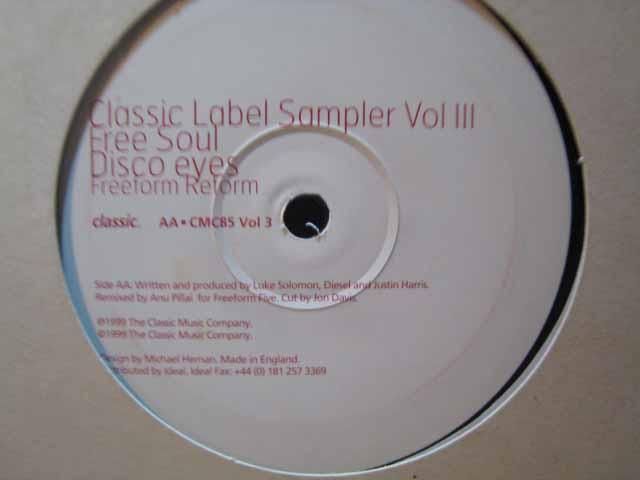 Classic Label Sampler Vol III
Free Soul
Disco eyes
Freeform Reform
classic. AA • CMC85 Vol 3
Side AA. Written and produced by Luke Solomon, Diesel and Justin Harris.
Remixed by Anu Pillai for Freeform Five. Cut by Jon Davis.
℗1999 The Classic Music Company.
©1999 The Classic Music Company.
Design by Michael Heman. Made in England.
tributed by Ideal. Ideal Fax: +44 (0) 181 257 3369